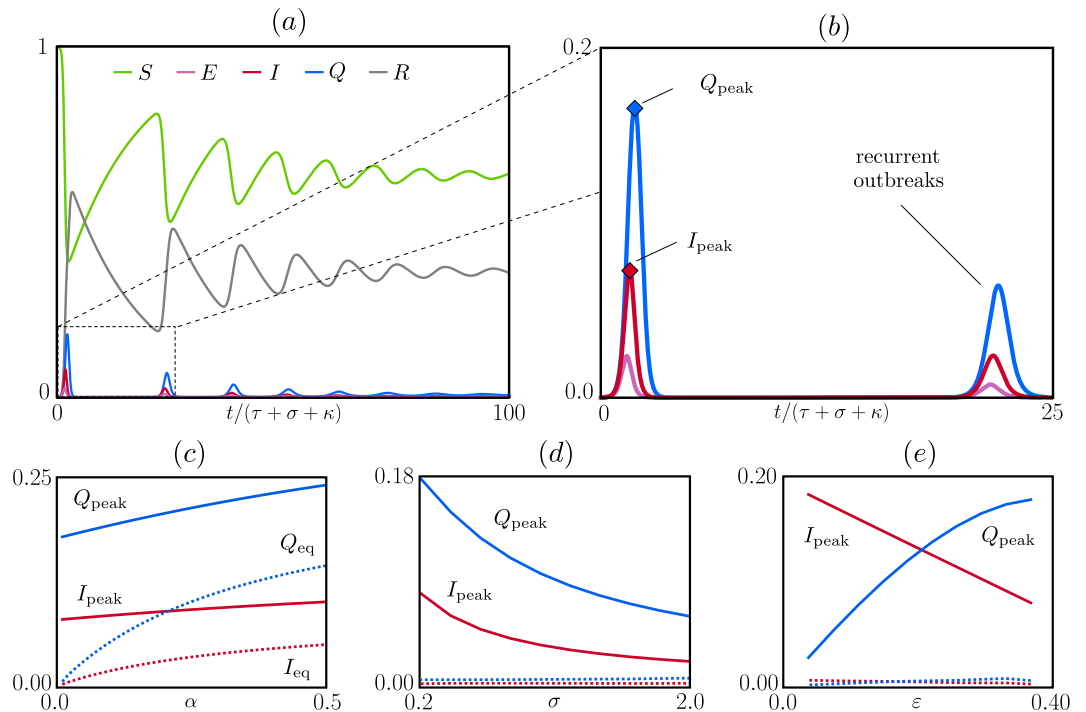 (a)
1
S E I Q R
0
0
t/(τ + σ + κ)
100
(b)
0.2
Q_peak
I_peak
recurrent
outbreaks
0.0
0
t/(τ + σ + κ)
25
(c)
0.25
Q_peak
Q_eq
I_peak
I_eq
0.00
0.0
α
0.5
(d)
0.18
Q_peak
I_peak
0.00
0.2
σ
2.0
(e)
0.20
I_peak
Q_peak
0.00
0.0
ε
0.40